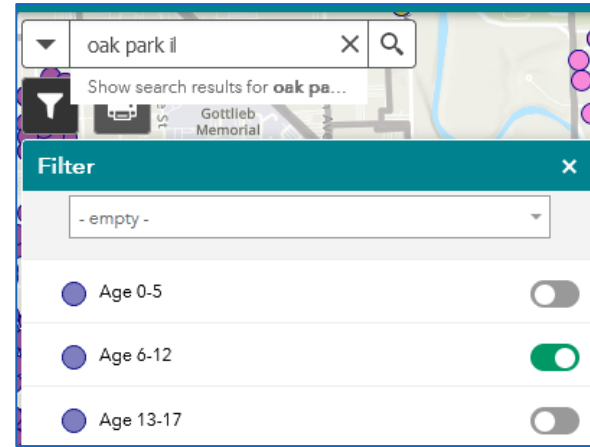 oak park il
Show search results for oak pa...
Gottlieb
Memorial
Filter
- empty -
Age 0-5
Age 6-12
Age 13-17